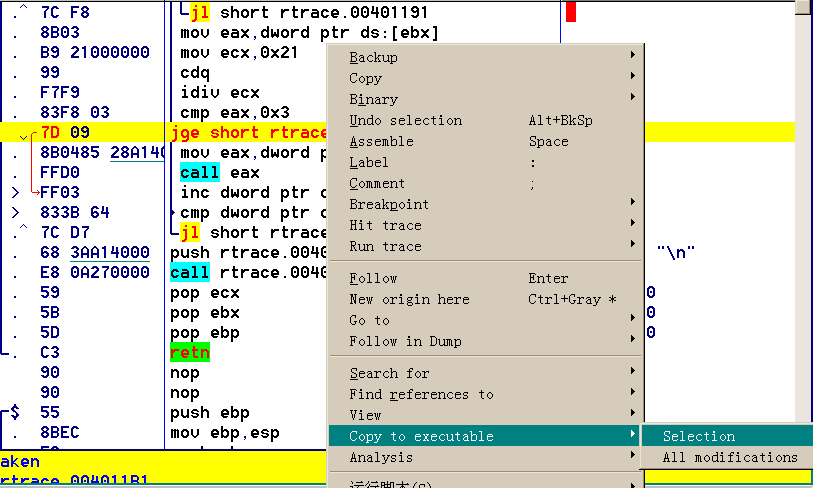 7C F8 jl short rtrace.00401191
8B03 mov eax,dword ptr ds:[ebx]
B9 21000000 mov ecx,0x21
99 cdq
F7F9 idiv ecx
83F8 03 cmp eax,0x3
7D 09 jge short rtrace
8B0485 28A140 mov eax,dword p
FFD0 call eax
> FF03 inc dword ptr
> 833B 64 cmp dword ptr
7C D7 jl short rtrace
68 3AA14000 push rtrace.0040 "\n"
E8 0A270000 call rtrace.0040
59 pop ecx 0
5B pop ebx 0
5D pop ebp 0
C3 retn
90 nop
90 nop
$ 55 push ebp
8BEC mov ebp,esp
aken
rtrace.004011B1
Backup
Copy
Binary
Undo selection Alt+BkSp
Assemble Space
Label :
Comment ;
Breakpoint
Hit trace
Run trace
Follow Enter
New origin here Ctrl+Gray *
Go to
Follow in Dump
Search for
Find references to
View
Copy to executable
Analysis
运行脚本(S)
Selection
All modifications